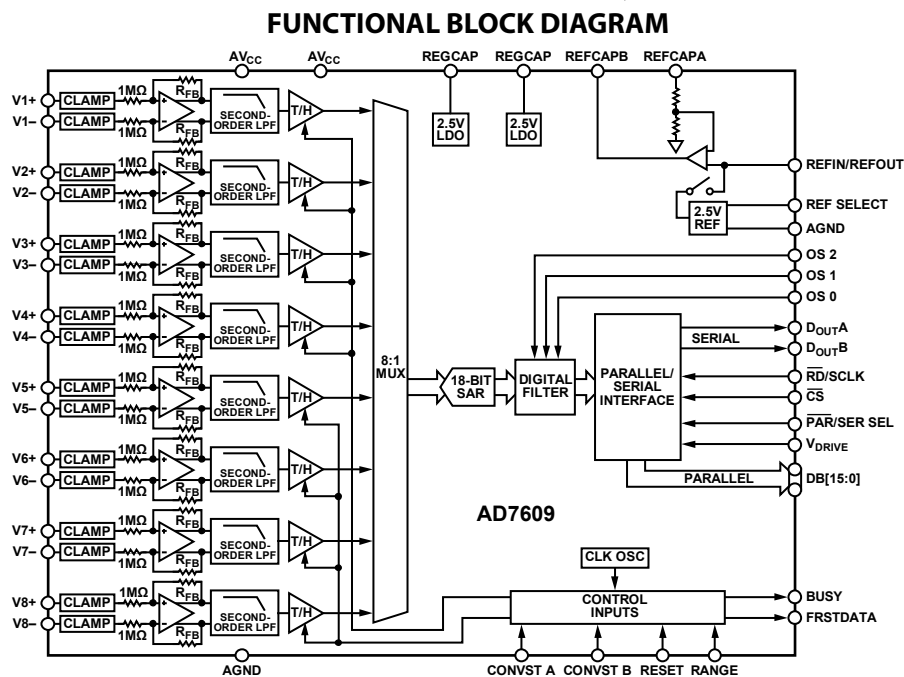 FUNCTIONAL BLOCK DIAGRAM
AVCC AVCC REGCAP REGCAP REFCAPB REFCAPA
V1+ CLAMP 1MΩ RFB
V1– CLAMP 1MΩ RFB
SECOND-ORDER LPF
T/H
2.5V LDO
2.5V LDO
V2+ CLAMP 1MΩ RFB
V2– CLAMP 1MΩ RFB
SECOND-ORDER LPF
T/H
REFIN/REFOUT
2.5V REF
REF SELECT
AGND
V3+ CLAMP 1MΩ RFB
V3– CLAMP 1MΩ RFB
SECOND-ORDER LPF
T/H
OS 2
OS 1
OS 0
V4+ CLAMP 1MΩ RFB
V4– CLAMP 1MΩ RFB
SECOND-ORDER LPF
T/H
8:1 MUX
18-BIT SAR
DIGITAL FILTER
PARALLEL/
SERIAL
INTERFACE
SERIAL
DOUTA
DOUTB
RD/SCLK
CS
PAR/SER SEL
VDRIVE
PARALLEL
DB[15:0]
V5+ CLAMP 1MΩ RFB
V5– CLAMP 1MΩ RFB
SECOND-ORDER LPF
T/H
V6+ CLAMP 1MΩ RFB
V6– CLAMP 1MΩ RFB
SECOND-ORDER LPF
T/H
AD7609
V7+ CLAMP 1MΩ RFB
V7– CLAMP 1MΩ RFB
SECOND-ORDER LPF
T/H
CLK OSC
V8+ CLAMP 1MΩ RFB
V8– CLAMP 1MΩ RFB
SECOND-ORDER LPF
T/H
CONTROL
INPUTS
BUSY
FRSTDATA
AGND CONVST A CONVST B RESET RANGE